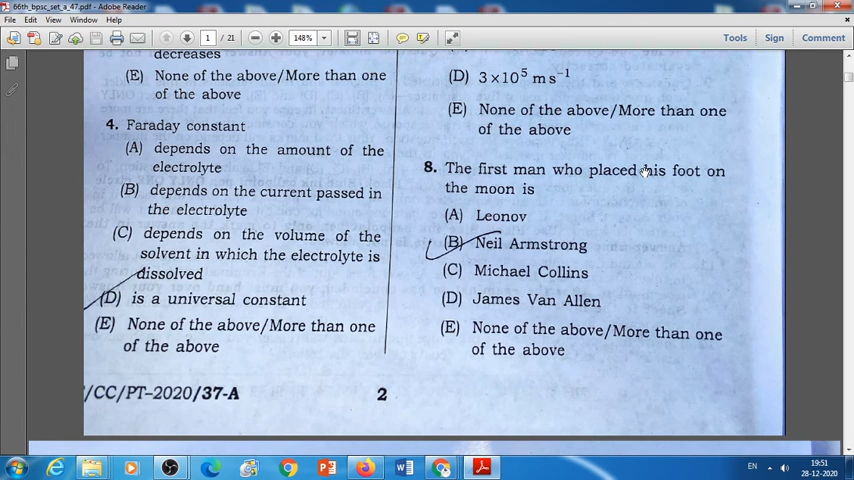 66th_bpsc_set_a_47.pdf - Adobe Reader
File Edit View Window Help
1 / 21
148%
Tools Sign Comment
decreases
(E) None of the above/More than one
of the above
4. Faraday constant
(A) depends on the amount of the
electrolyte
(B) depends on the current passed in
the electrolyte
(C) depends on the volume of the
solvent in which the electrolyte is
dissolved
(D) is a universal constant
(E) None of the above/More than one
of the above
/CC/PT–2020/37-A
2
(D) 3×10⁵ m s⁻¹
(E) None of the above/More than one
of the above
8. The first man who placed his foot on
the moon is
(A) Leonov
(B) Neil Armstrong
(C) Michael Collins
(D) James Van Allen
(E) None of the above/More than one
of the above
EN
19:51
28-12-2020